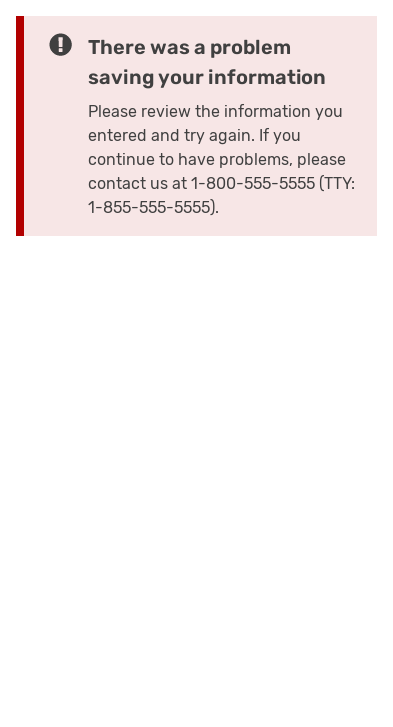 There was a problem
saving your information
Please review the information you
entered and try again. If you
continue to have problems, please
contact us at 1-800-555-5555 (TTY:
1-855-555-5555).